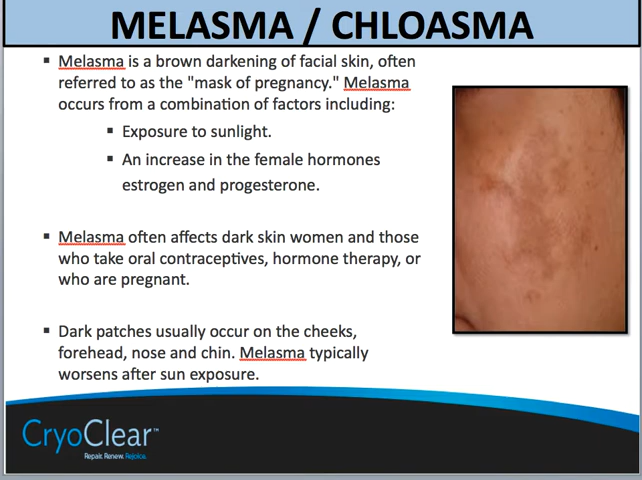 MELASMA / CHLOASMA
▪ Melasma is a brown darkening of facial skin, often
referred to as the "mask of pregnancy." Melasma
occurs from a combination of factors including:
▪ Exposure to sunlight.
▪ An increase in the female hormones
estrogen and progesterone.
▪ Melasma often affects dark skin women and those
who take oral contraceptives, hormone therapy, or
who are pregnant.
▪ Dark patches usually occur on the cheeks,
forehead, nose and chin. Melasma typically
worsens after sun exposure.
CryoClear™
Repair. Renew. Rejoice.